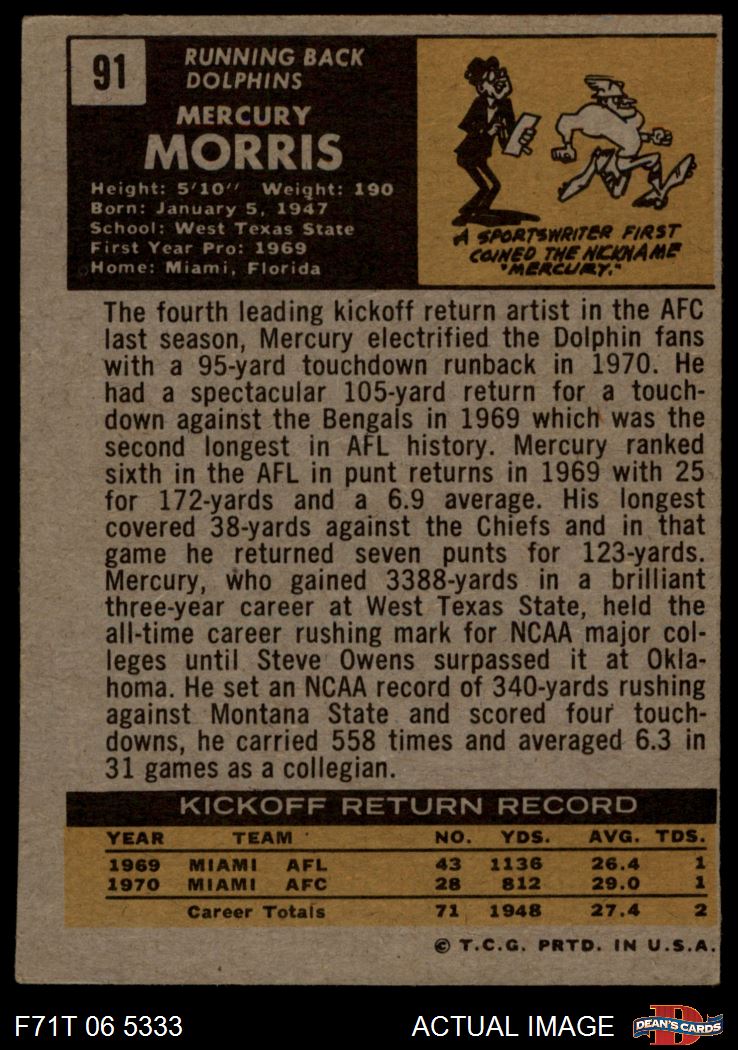 91
RUNNING BACK
DOLPHINS
MERCURY
MORRIS
Height: 5'10" Weight: 190
Born: January 5, 1947
School: West Texas State
First Year Pro: 1969
Home: Miami, Florida
A SPORTSWRITER FIRST
COINED THE NICKNAME
"MERCURY."
The fourth leading kickoff return artist in the AFC
last season, Mercury electrified the Dolphin fans
with a 95-yard touchdown runback in 1970. He
had a spectacular 105-yard return for a touch-
down against the Bengals in 1969 which was the
second longest in AFL history. Mercury ranked
sixth in the AFL in punt returns in 1969 with 25
for 172-yards and a 6.9 average. His longest
covered 38-yards against the Chiefs and in that
game he returned seven punts for 123-yards.
Mercury, who gained 3388-yards in a brilliant
three-year career at West Texas State, held the
all-time career rushing mark for NCAA major col-
leges until Steve Owens surpassed it at Okla-
homa. He set an NCAA record of 340-yards rushing
against Montana State and scored four touch-
downs, he carried 558 times and averaged 6.3 in
31 games as a collegian.
KICKOFF RETURN RECORD
YEAR TEAM NO. YDS. AVG. TDS.
1969 MIAMI AFL 43 1136 26.4 1
1970 MIAMI AFC 28 812 29.0 1
Career Totals 71 1948 27.4 2
© T.C.G. PRTD. IN U.S.A.
F71T 06 5333 ACTUAL IMAGE DEAN'S CARDS